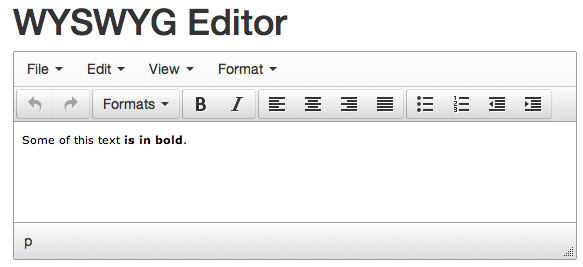 WYSWYG Editor
File Edit View Format
Formats B I
Some of this text is in bold.
p